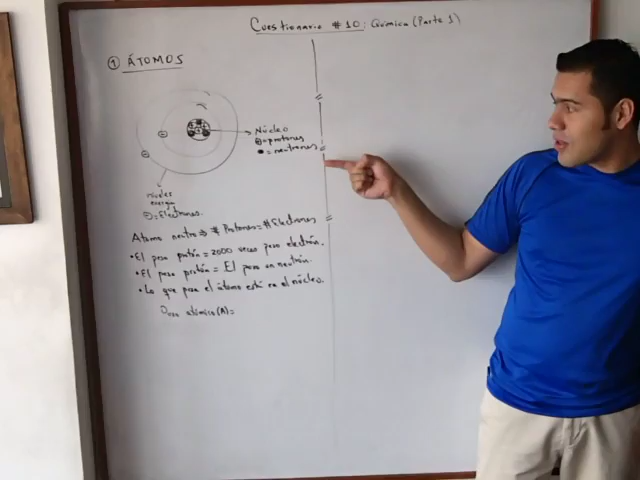 Cuestionario #10: Química (Parte 1)
① ÁTOMOS
Núcleo
⊕=protones
●=neutrones
niveles
energía
⊖=Electrones.
Átomo neutro => # Protones = # Electrones
• El peso protón = 2000 veces peso electrón.
• El peso protón = El peso un neutrón.
• Lo que pesa el átomo está en el núcleo.
Peso atómico (A)=